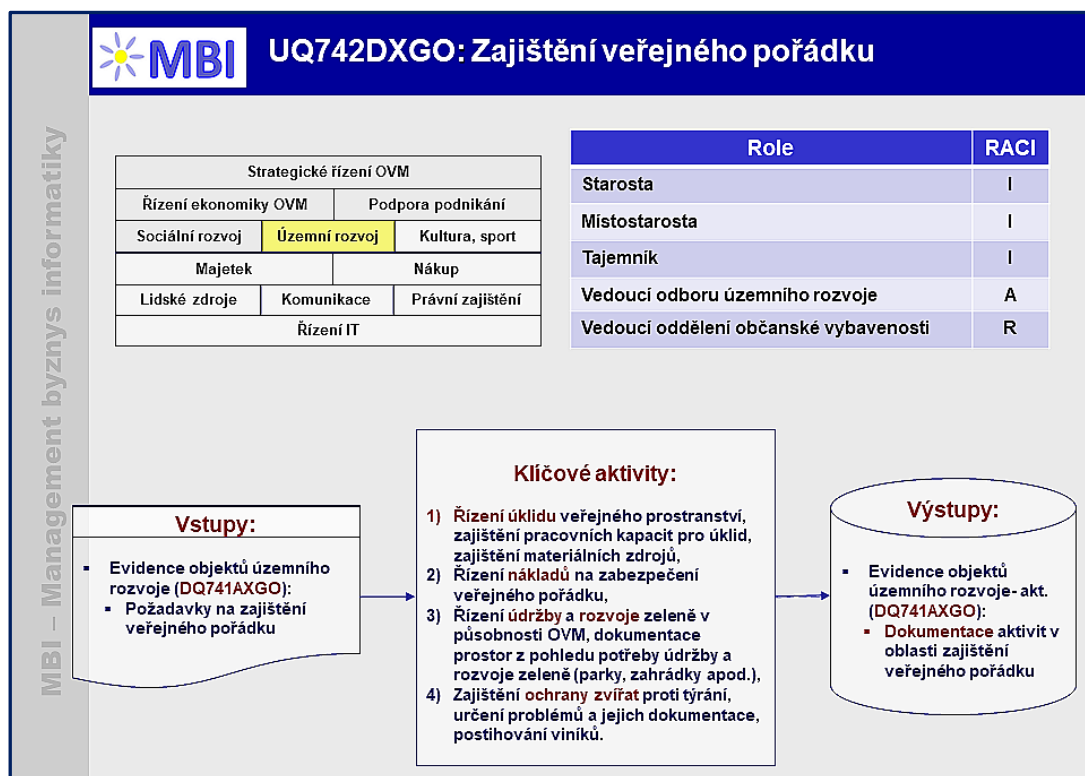 MBI
UQ742DXGO: Zajištění veřejného pořádku
MBI – Management byznys informatiky
Strategické řízení OVM
Řízení ekonomiky OVM
Podpora podnikání
Sociální rozvoj
Územní rozvoj
Kultura, sport
Majetek
Nákup
Lidské zdroje
Komunikace
Právní zajištění
Řízení IT
Role RACI
Starosta I
Místostarosta I
Tajemník I
Vedoucí odboru územního rozvoje A
Vedoucí oddělení občanské vybavenosti R
Vstupy:
▪ Evidence objektů územního
rozvoje (DQ741AXGO):
▪ Požadavky na zajištění
veřejného pořádku
Klíčové aktivity:
1) Řízení úklidu veřejného prostranství,
zajištění pracovních kapacit pro úklid,
zajištění materiálních zdrojů,
2) Řízení nákladů na zabezpečení
veřejného pořádku,
3) Řízení údržby a rozvoje zeleně v
působnosti OVM, dokumentace
prostor z pohledu potřeby údržby a
rozvoje zeleně (parky, zahrádky apod.),
4) Zajištění ochrany zvířat proti týrání,
určení problémů a jejich dokumentace,
postihování viníků.
Výstupy:
▪ Evidence objektů
územního rozvoje- akt.
(DQ741AXGO):
▪ Dokumentace aktivit v
oblasti zajištění
veřejného pořádku